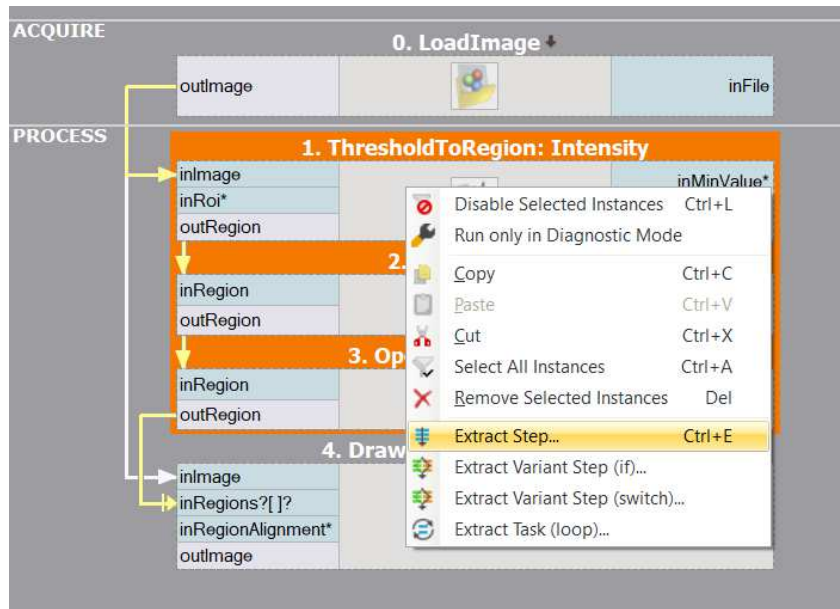 ACQUIRE
0. LoadImage
outImage
inFile
PROCESS
1. ThresholdToRegion: Intensity
inImage
inMinValue*
inRoi*
outRegion
2.
inRegion
outRegion
3.
inRegion
outRegion
4. Draw
inImage
inRegions?[ ]?
inRegionAlignment*
outImage
Disable Selected Instances Ctrl+L
Run only in Diagnostic Mode
Copy Ctrl+C
Paste Ctrl+V
Cut Ctrl+X
Select All Instances Ctrl+A
Remove Selected Instances Del
Extract Step... Ctrl+E
Extract Variant Step (if)...
Extract Variant Step (switch)...
Extract Task (loop)...